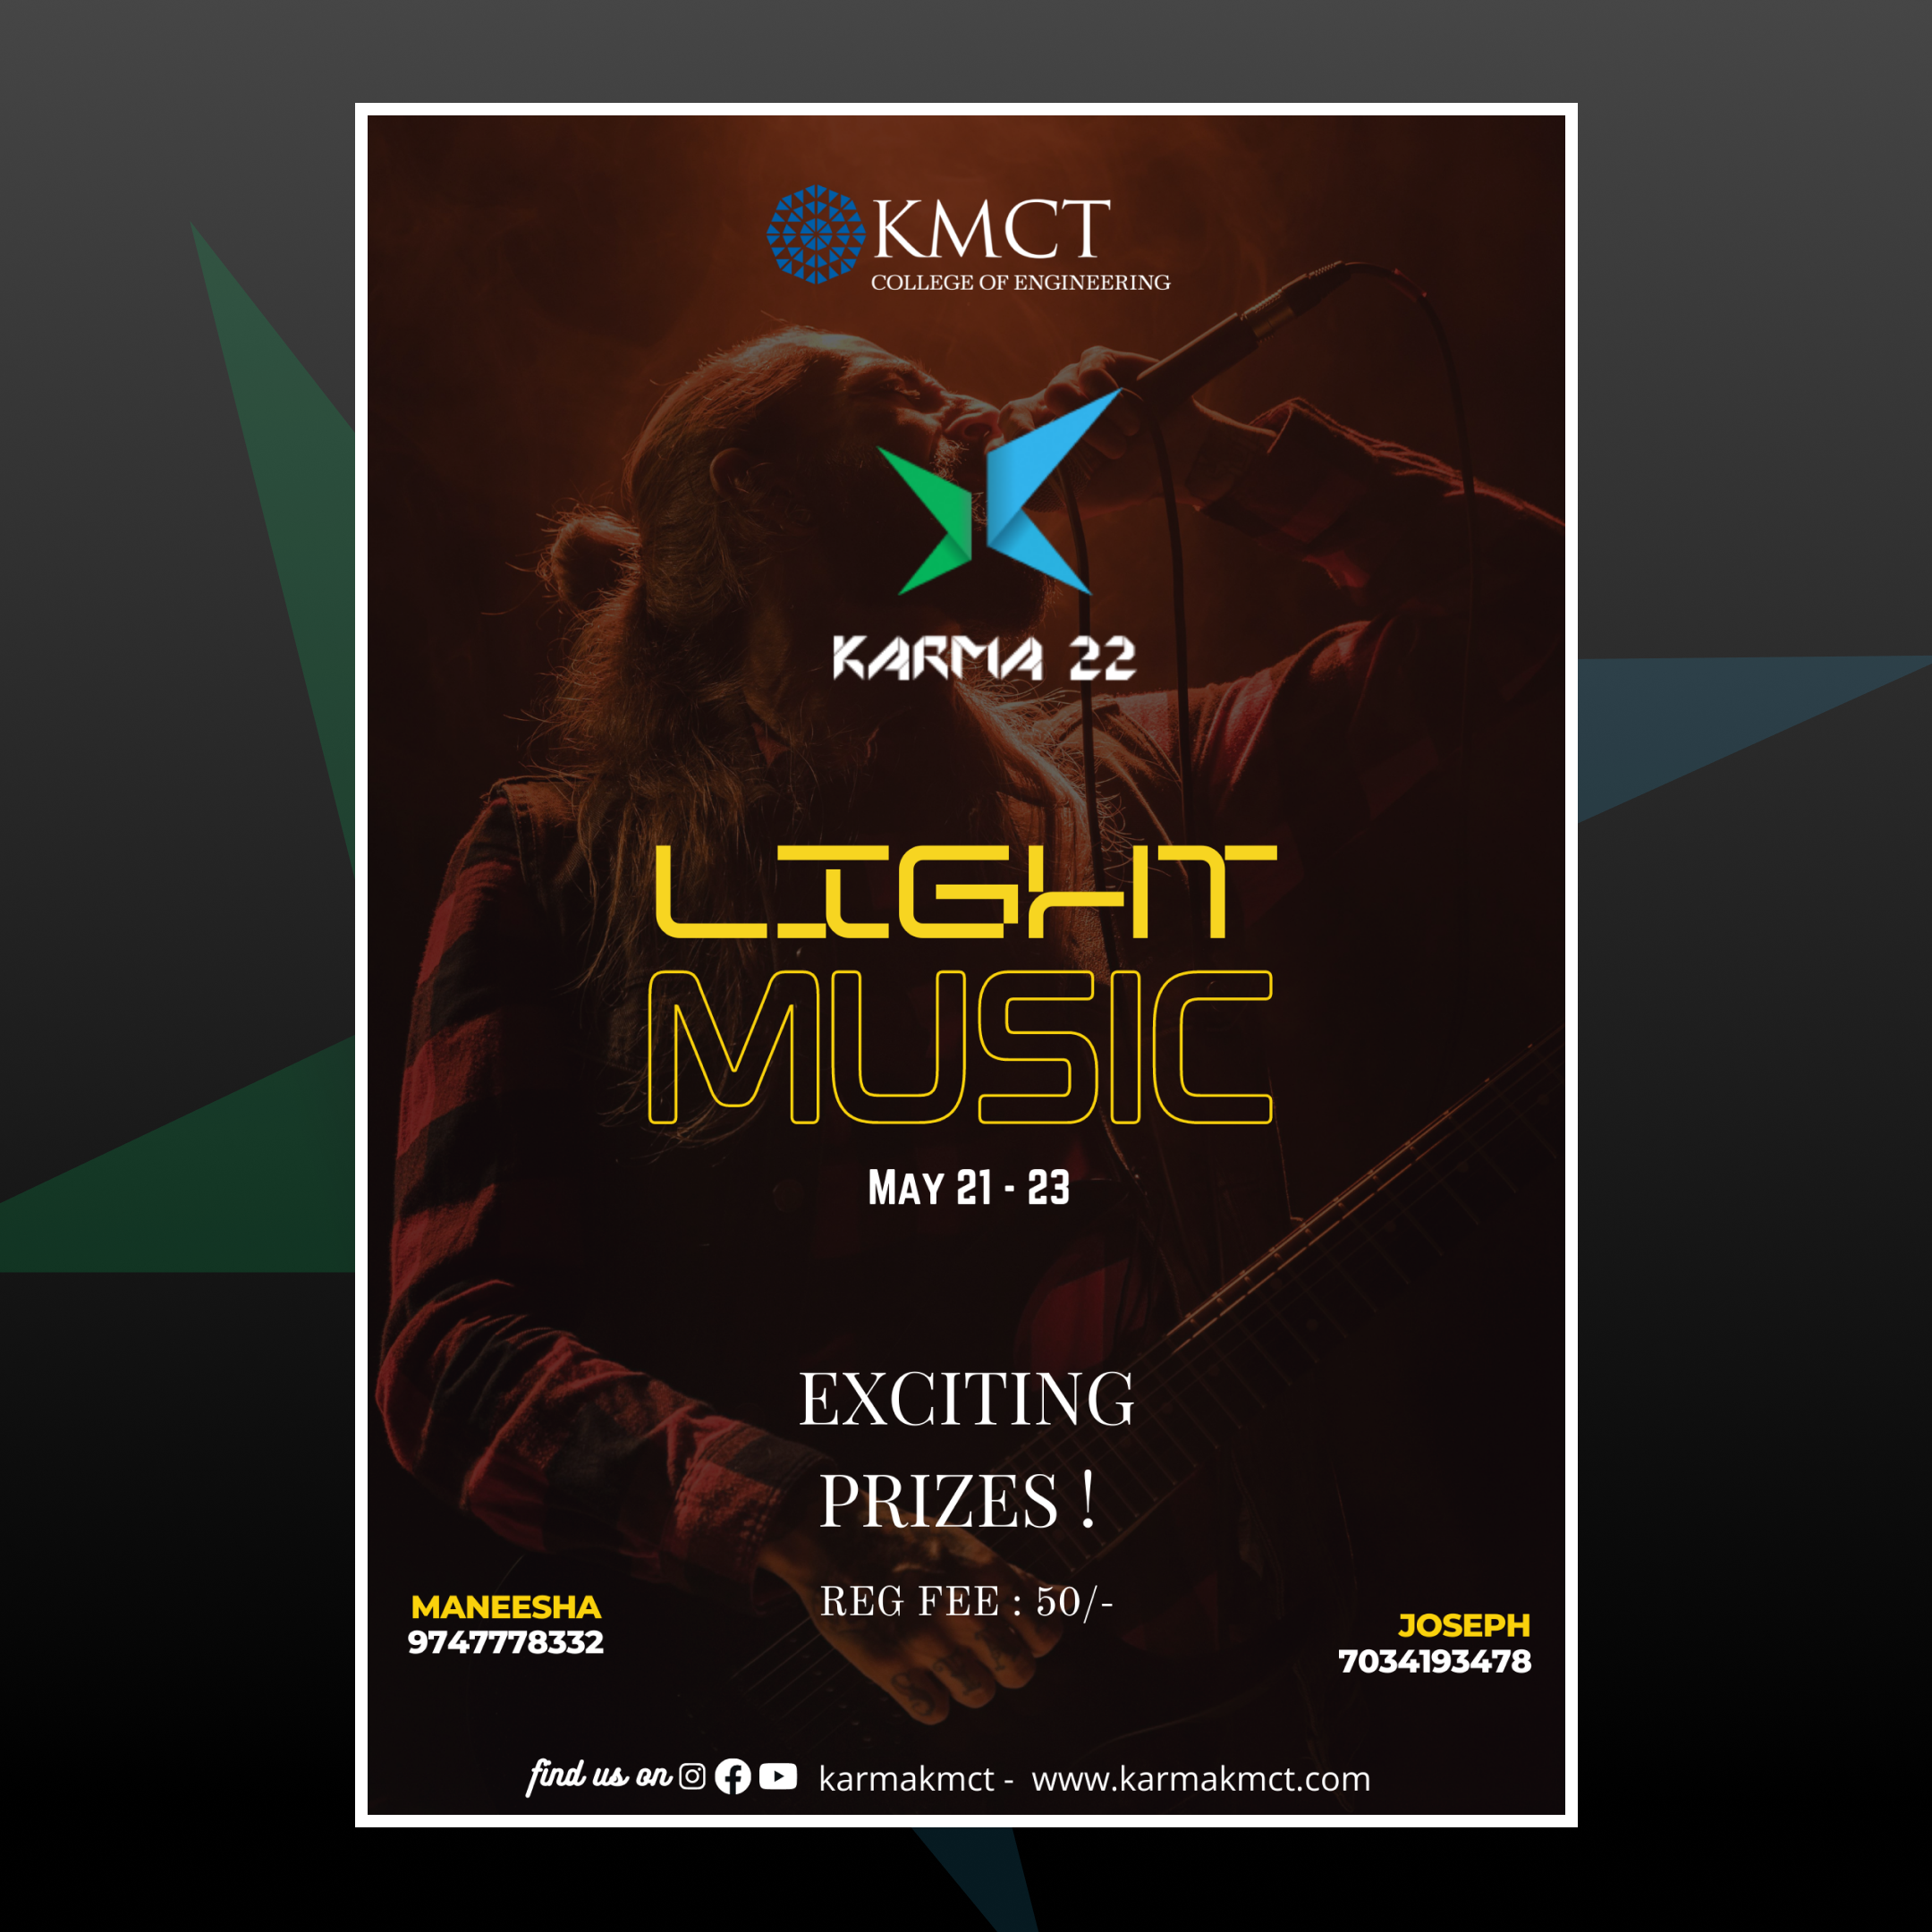 KMCT
COLLEGE OF ENGINEERING
KARMA 22
LIGHT
MUSIC
MAY 21 - 23
EXCITING
PRIZES !
REG FEE : 50/-
MANEESHA
9747778332
JOSEPH
7034193478
find us on karmakmct - www.karmakmct.com